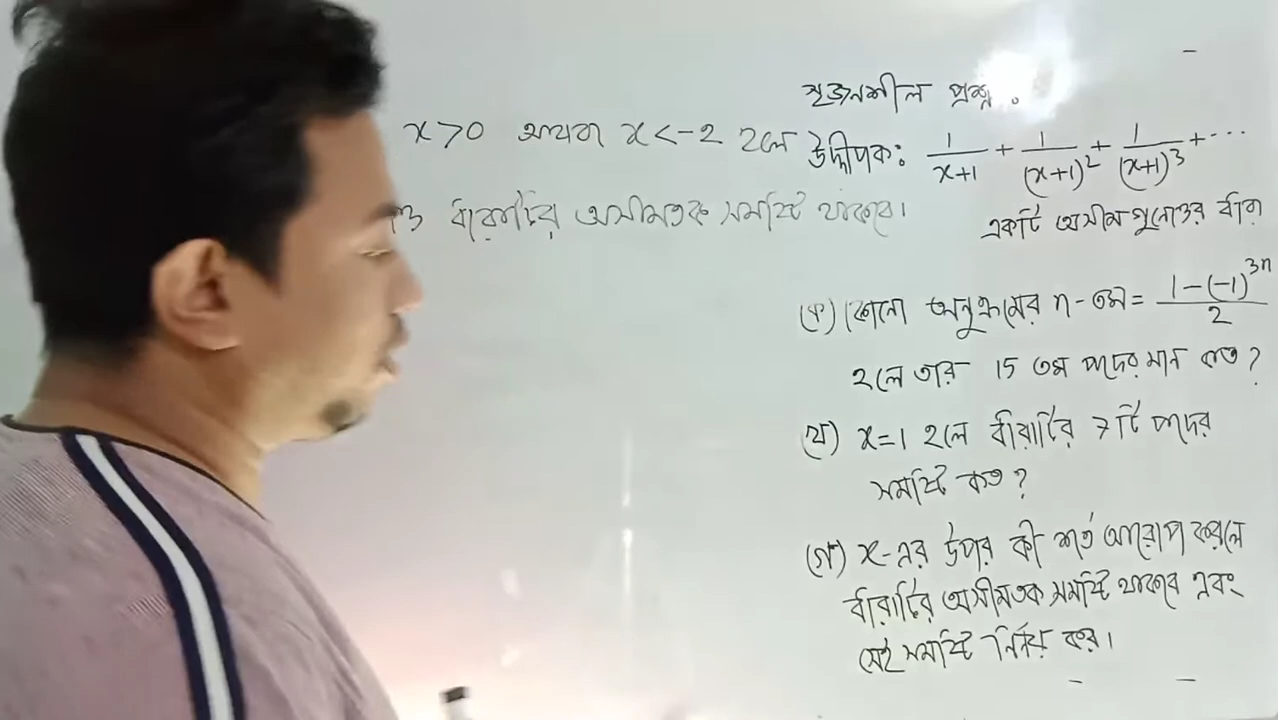 x>0 অথবা x<-2 হলে
ধারাটির অসীমতক সমষ্টি থাকবে।
সৃজনশীল প্রশ্ন :
উদ্দীপক: 1/(x+1) + 1/(x+1)² + 1/(x+1)³ + ...
একটি অসীম গুনোত্তর ধারা
(ক) কোনো অনুক্রমের n-তম = (1-(-1)^3n)/2
হলে তার 15 তম পদের মান কত?
(খ) x=1 হলে ধারাটির 7টি পদের
সমষ্টি কত?
(গ) x-এর উপর কী শর্ত আরোপ করলে
ধারাটির অসীমতক সমষ্টি থাকবে এবং
সেই সমষ্টি নির্ণয় কর।